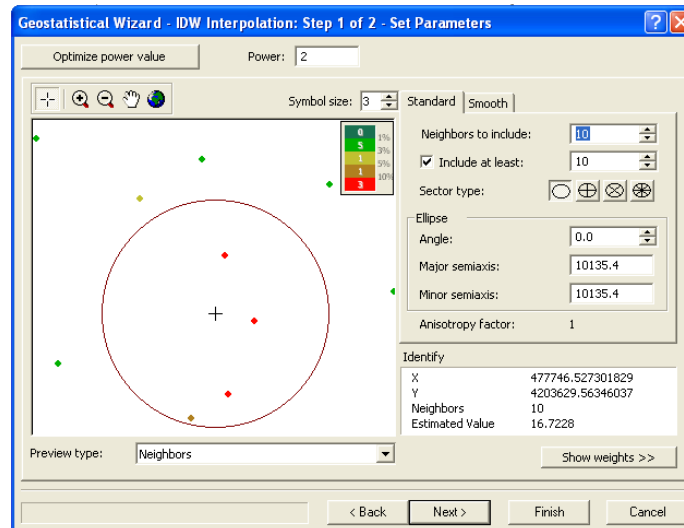 Geostatistical Wizard - IDW Interpolation: Step 1 of 2 - Set Parameters
Optimize power value
Power: 2
Symbol size: 3
Standard Smooth
0
5
1
1
3
1%
3%
5%
10%
Neighbors to include: 10
Include at least: 10
Sector type:
Ellipse
Angle: 0.0
Major semiaxis: 10135.4
Minor semiaxis: 10135.4
Anisotropy factor: 1
Identify
X 477746.527301829
Y 4203629.56346037
Neighbors 10
Estimated Value 16.7228
Preview type: Neighbors
Show weights >>
< Back Next > Finish Cancel